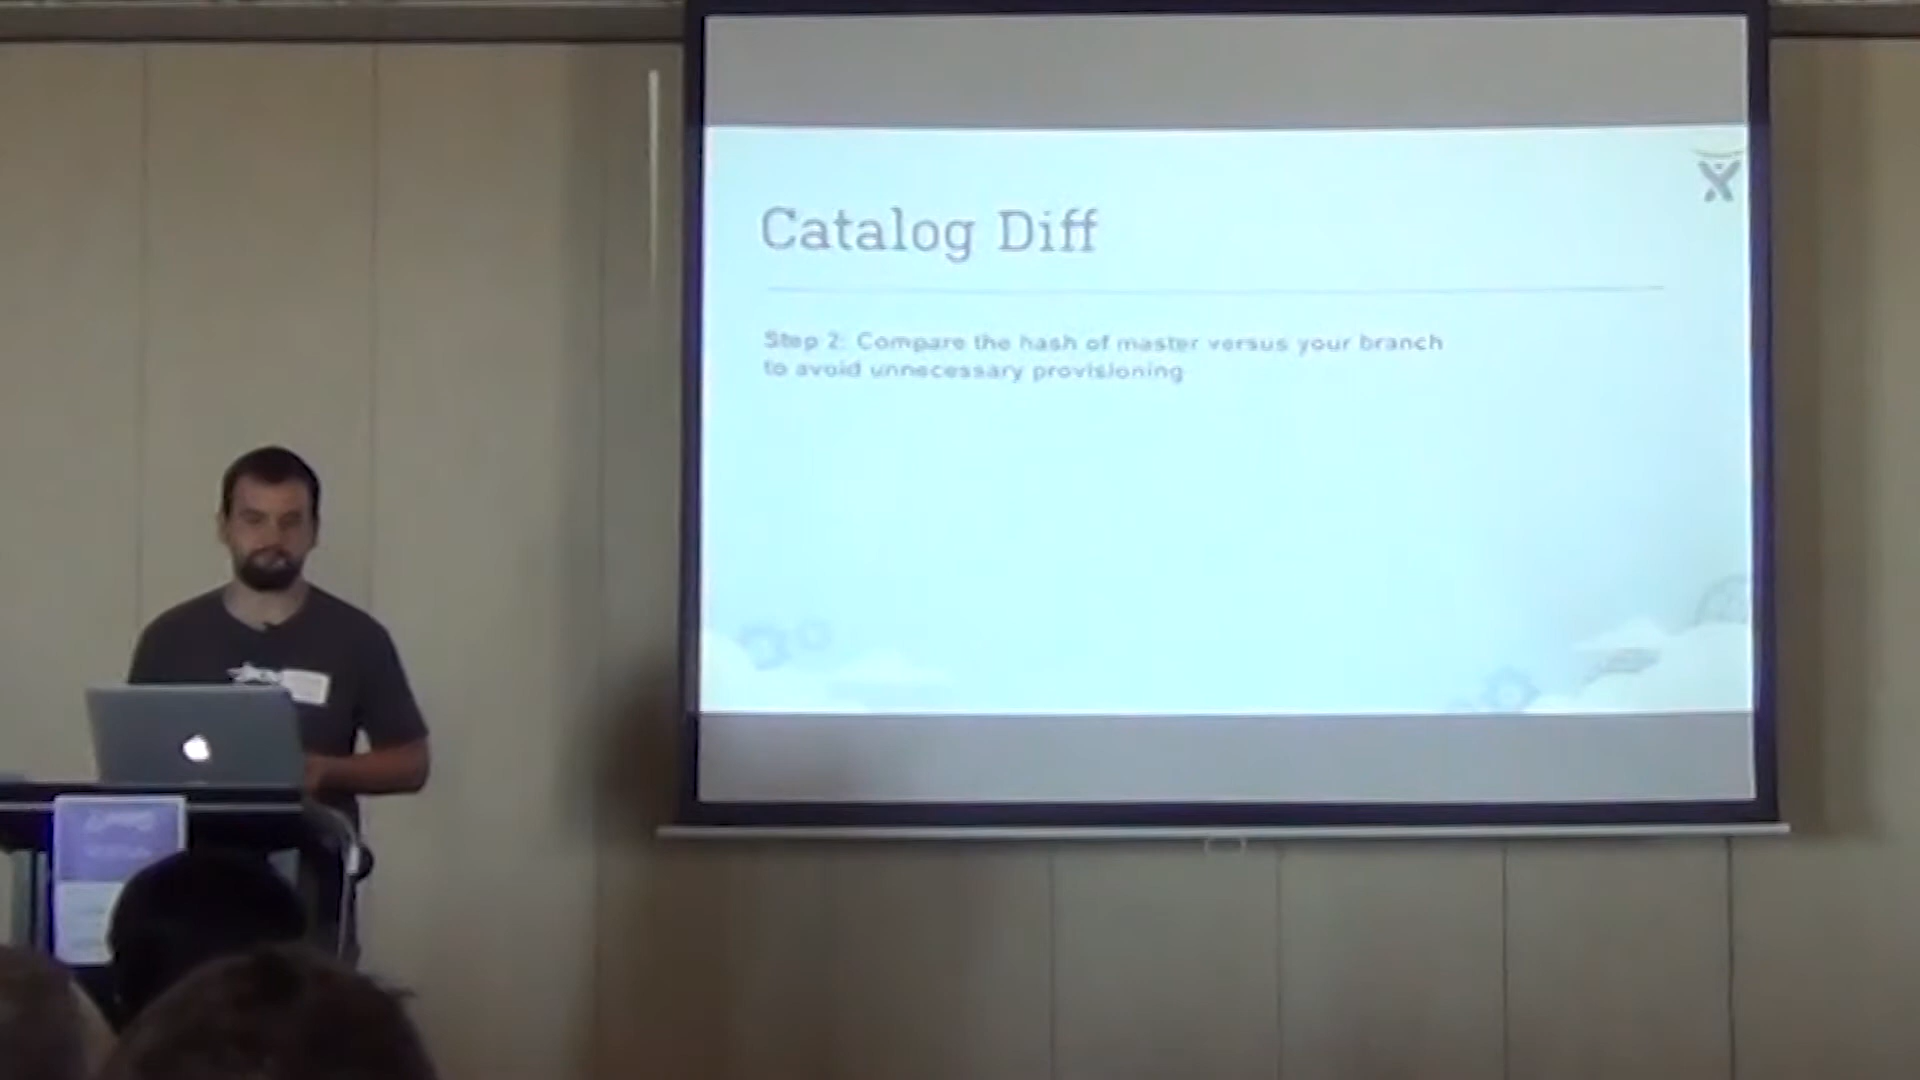 Catalog Diff
Step 2: Compare the hash of master versus your branch
to avoid unnecessary provisioning